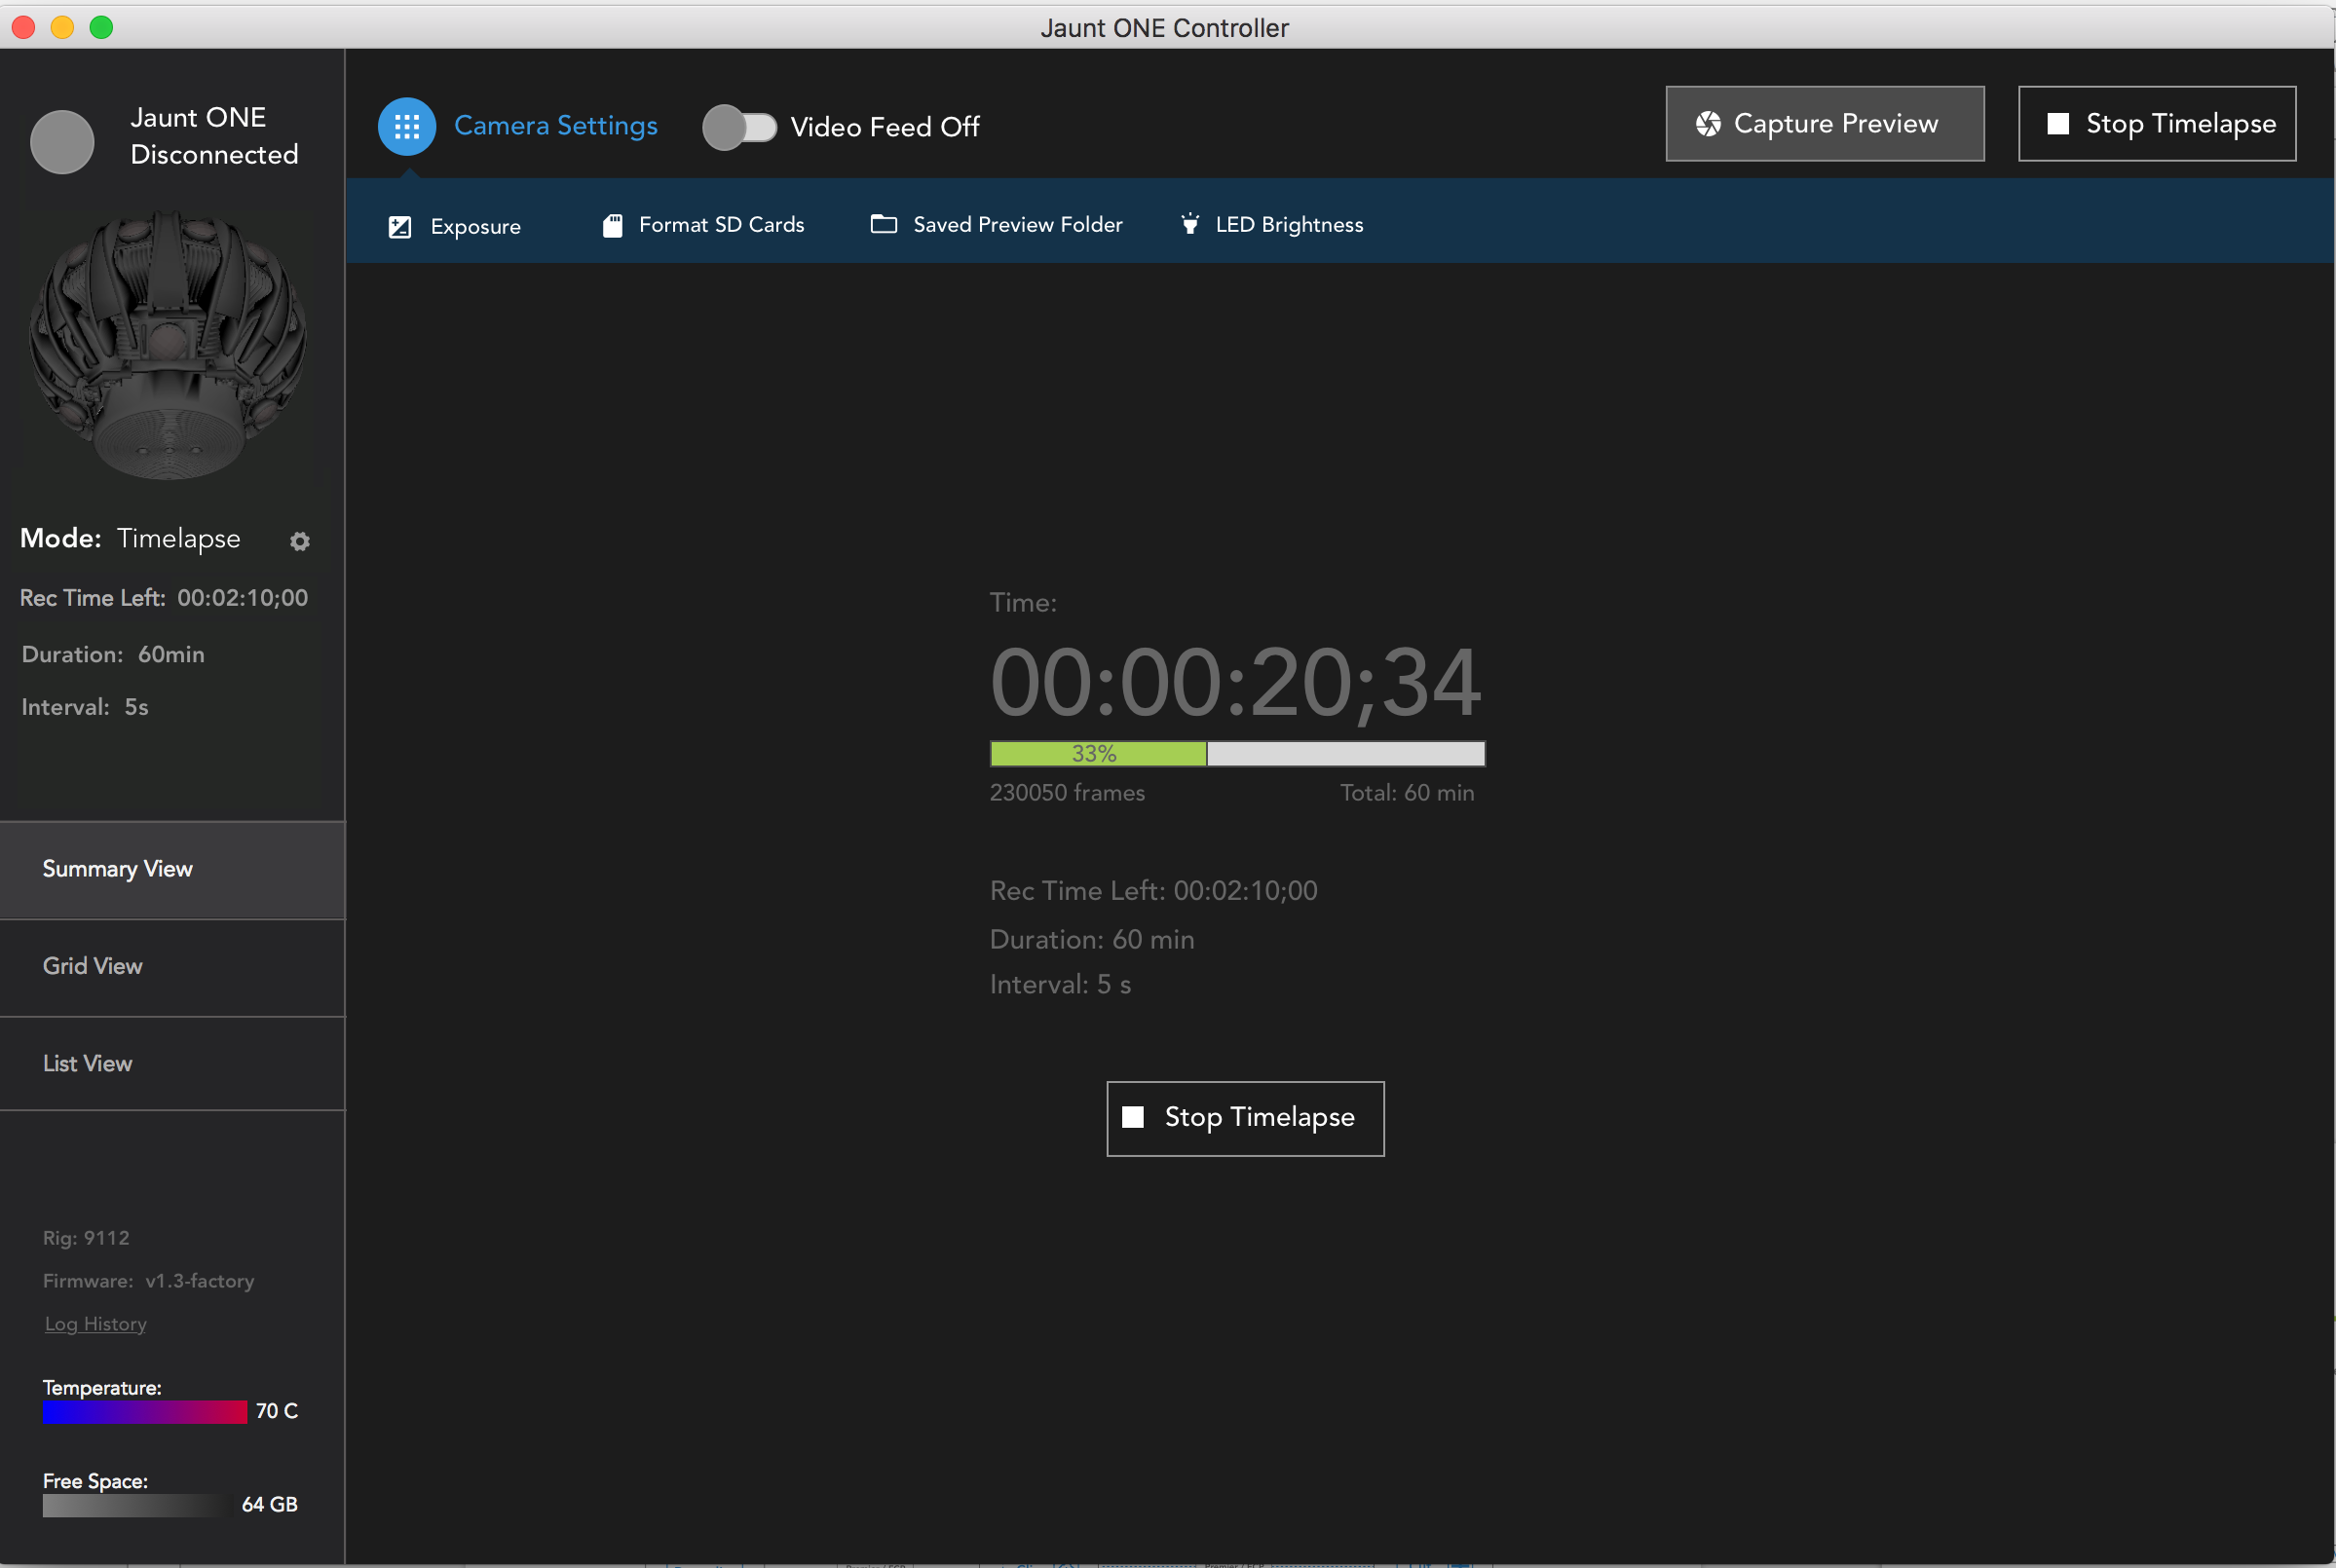 Jaunt ONE Controller
Jaunt ONE
Disconnected
Camera Settings
Video Feed Off
Capture Preview
Stop Timelapse
Exposure
Format SD Cards
Saved Preview Folder
LED Brightness
Mode: Timelapse
Rec Time Left: 00:02:10;00
Duration: 60min
Interval: 5s
Summary View
Grid View
List View
Rig: 9112
Firmware: v1.3-factory
Log History
Temperature:
70 C
Free Space:
64 GB
Time:
00:00:20;34
33%
230050 frames
Total: 60 min
Rec Time Left: 00:02:10;00
Duration: 60 min
Interval: 5 s
Stop Timelapse